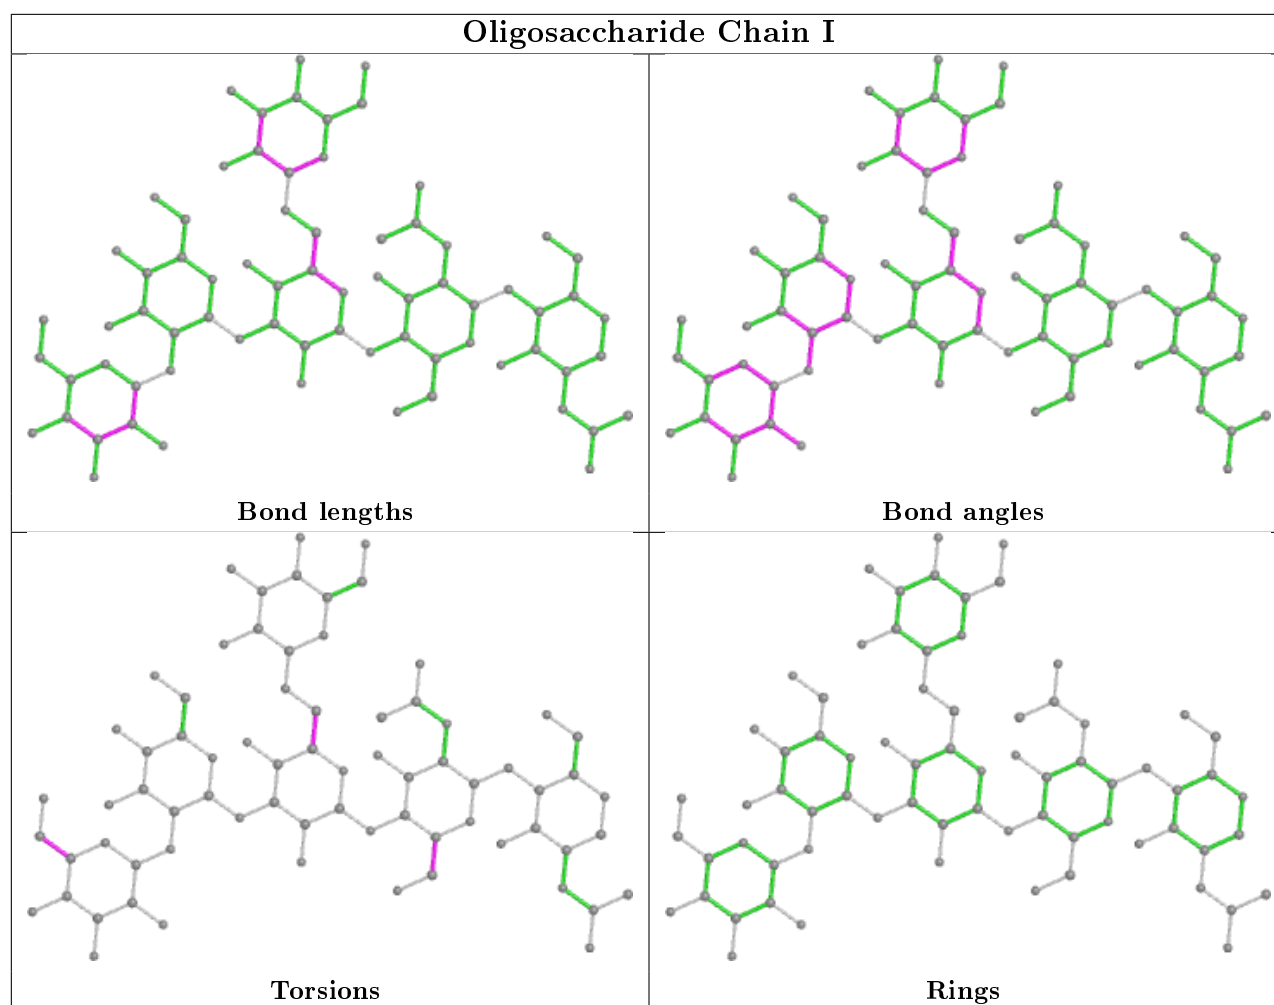 Oligosaccharide Chain I
Bond lengths
Bond angles
Torsions
Rings